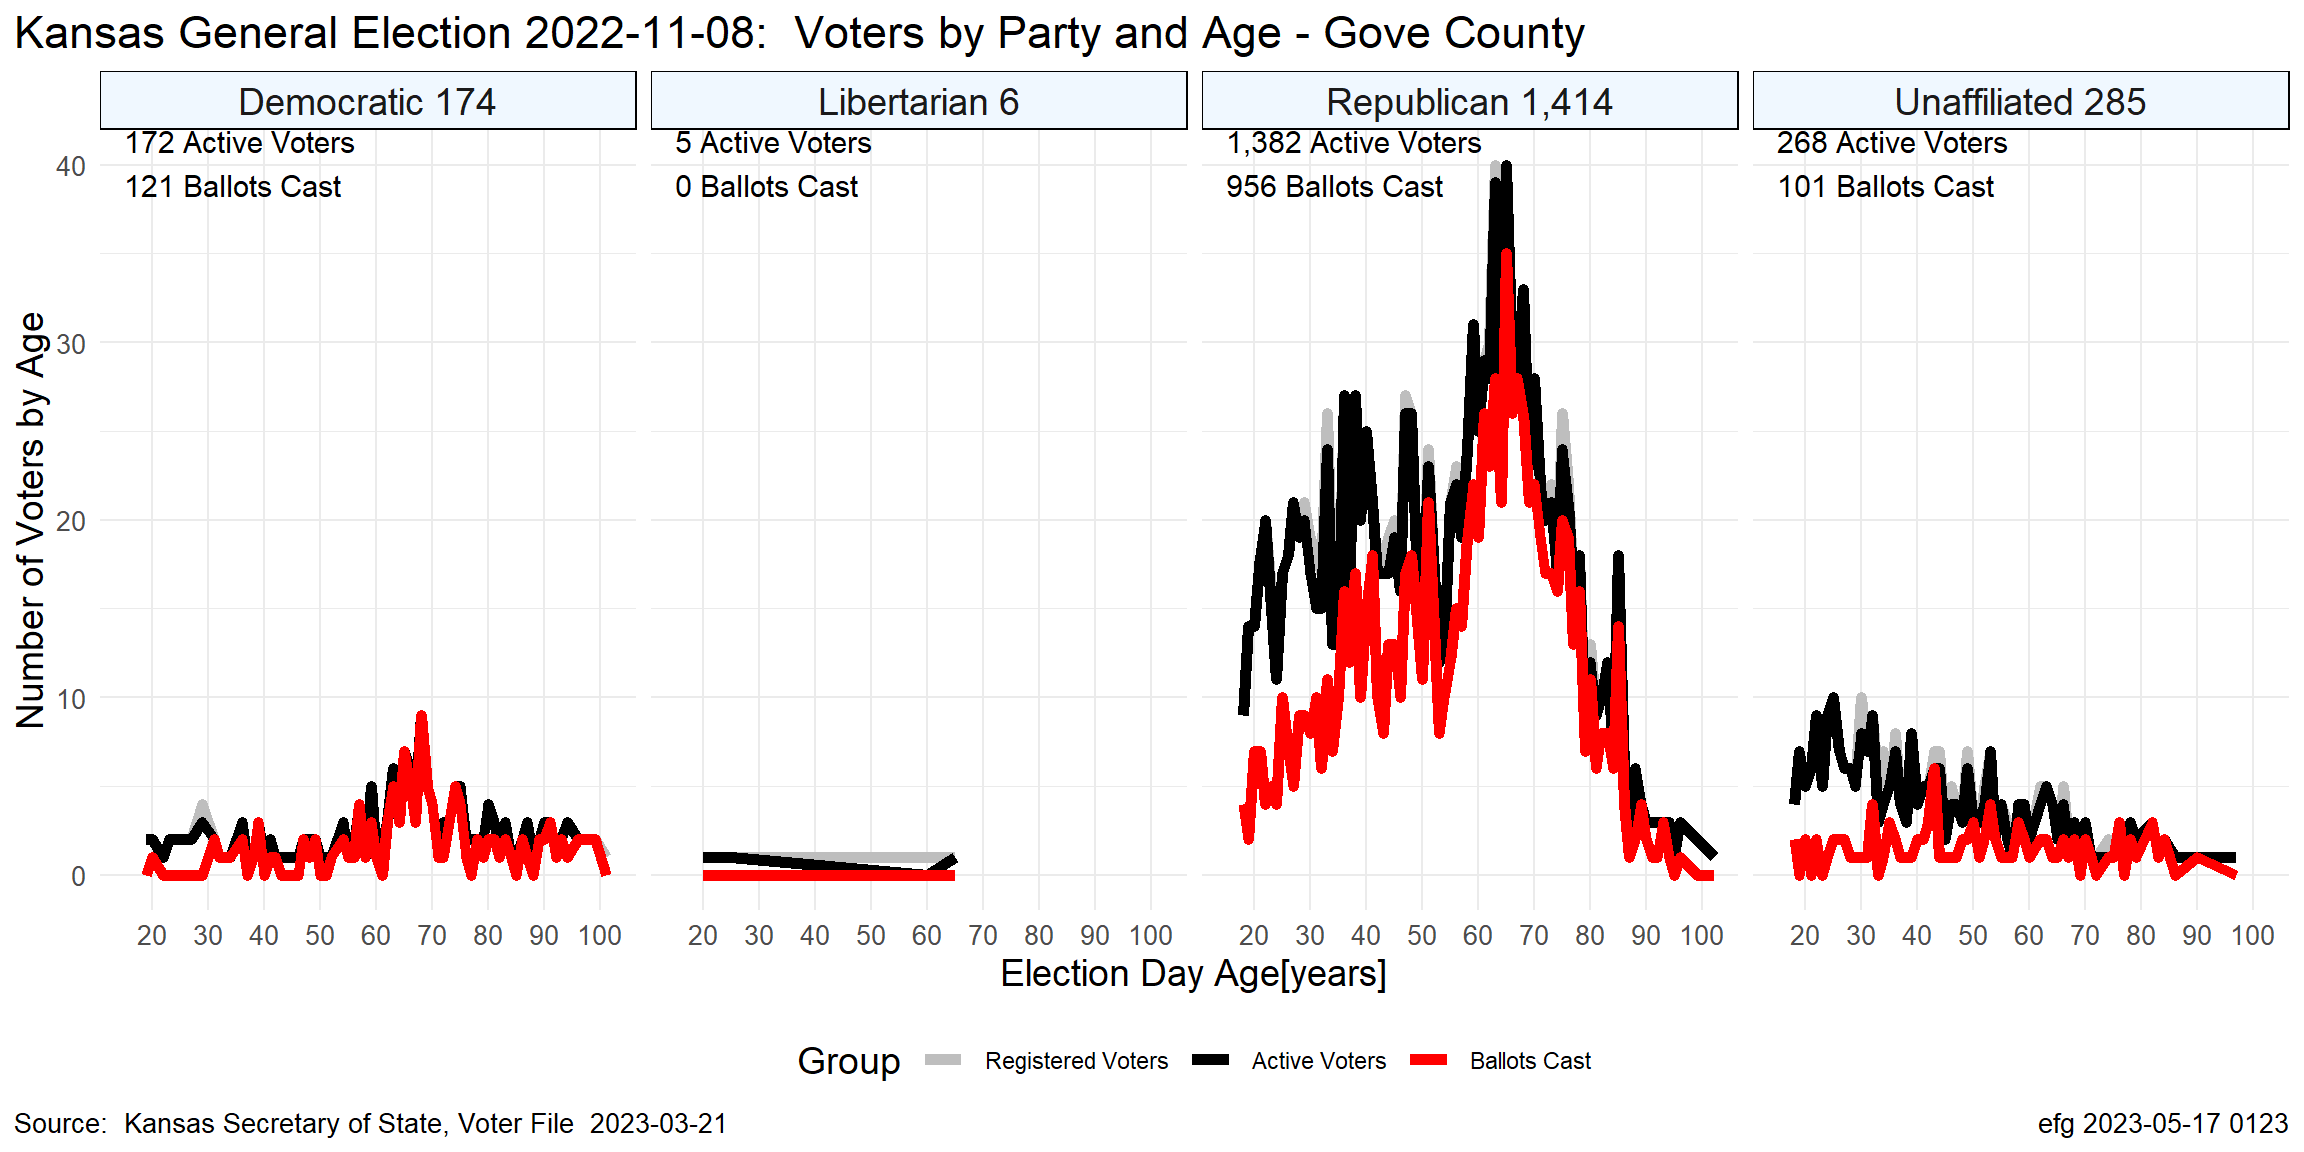 Kansas General Election 2022-11-08:  Voters by Party and Age - Gove County
Democratic 174
Libertarian 6
Republican 1,414
Unaffiliated 285
172 Active Voters
121 Ballots Cast
5 Active Voters
0 Ballots Cast
1,382 Active Voters
956 Ballots Cast
268 Active Voters
101 Ballots Cast
Number of Voters by Age
40
30
20
10
0
20 30 40 50 60 70 80 90 100
20 30 40 50 60 70 80 90 100
20 30 40 50 60 70 80 90 100
20 30 40 50 60 70 80 90 100
Election Day Age[years]
Group Registered Voters Active Voters Ballots Cast
Source:  Kansas Secretary of State, Voter File  2023-03-21
efg 2023-05-17 0123